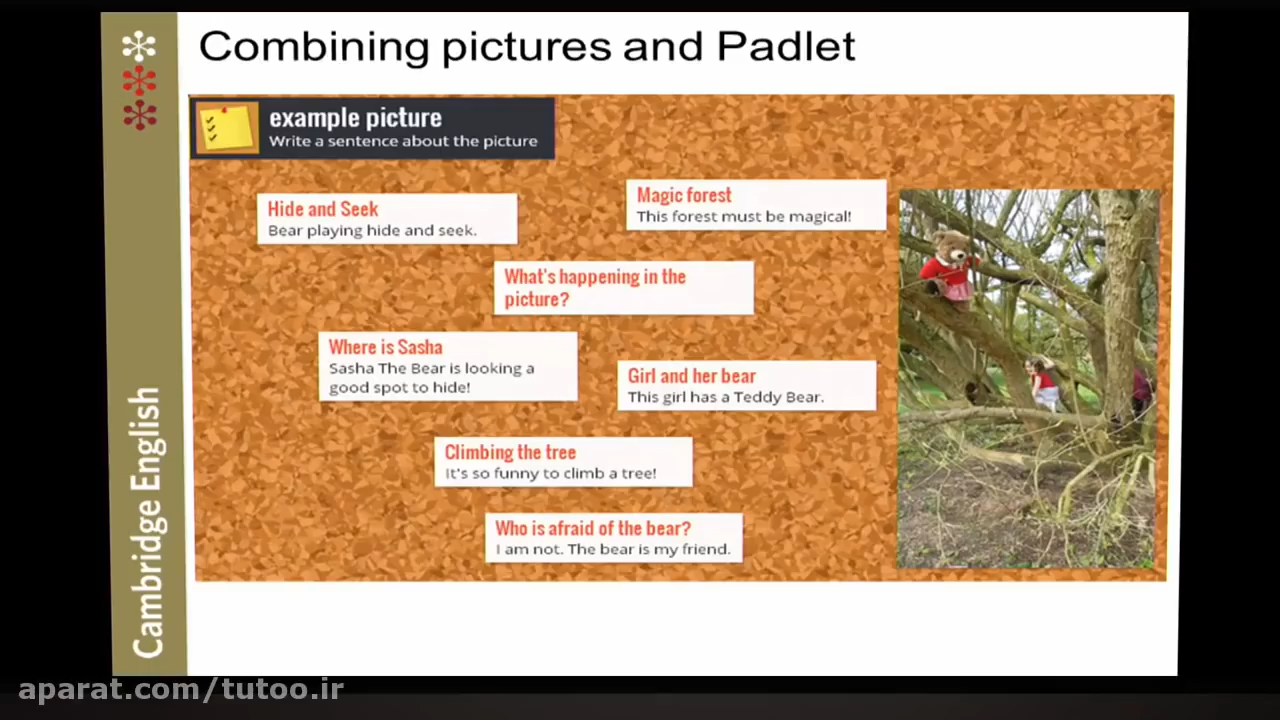 Combining pictures and Padlet
example picture
Write a sentence about the picture
Hide and Seek
Bear playing hide and seek.
Magic forest
This forest must be magical!
What's happening in the
picture?
Where is Sasha
Sasha The Bear is looking a
good spot to hide!
Girl and her bear
This girl has a Teddy Bear.
Climbing the tree
It's so funny to climb a tree!
Who is afraid of the bear?
I am not. The bear is my friend.
Cambridge English
aparat.com/tutoo.ir